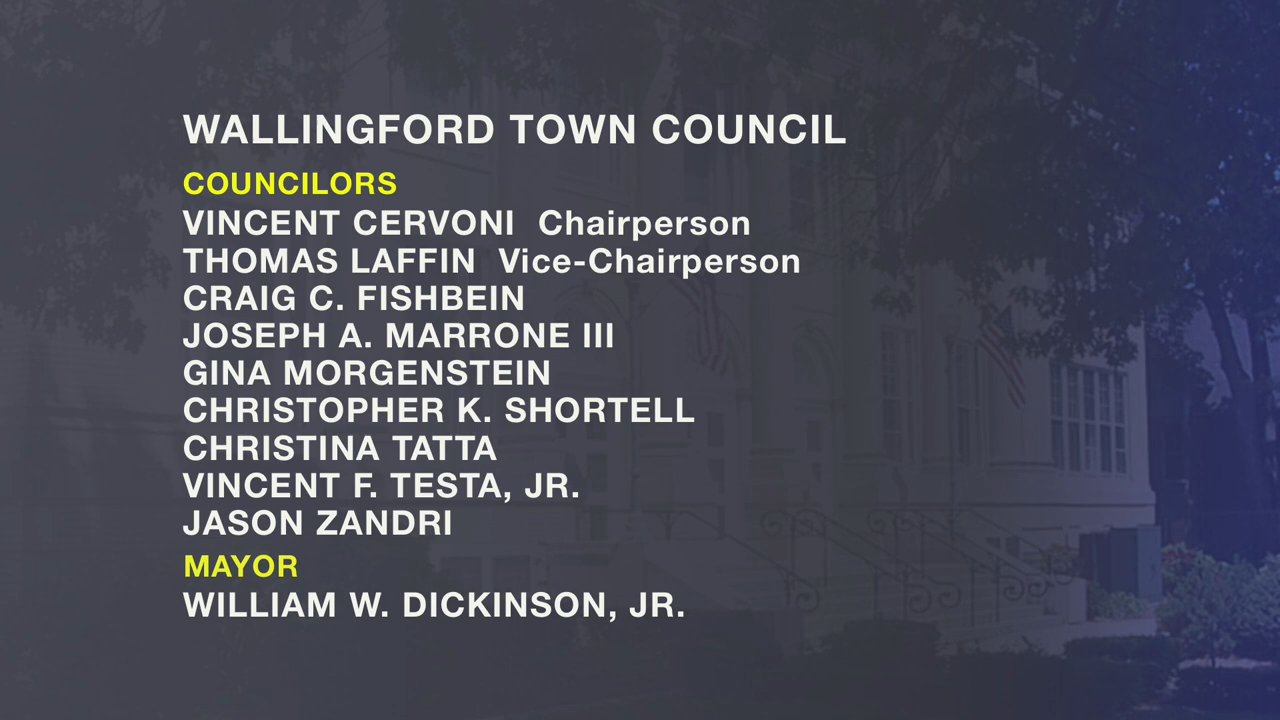 WALLINGFORD TOWN COUNCIL
COUNCILORS
VINCENT CERVONI Chairperson
THOMAS LAFFIN Vice-Chairperson
CRAIG C. FISHBEIN
JOSEPH A. MARRONE III
GINA MORGENSTEIN
CHRISTOPHER K. SHORTELL
CHRISTINA TATTA
VINCENT F. TESTA, JR.
JASON ZANDRI
MAYOR
WILLIAM W. DICKINSON, JR.